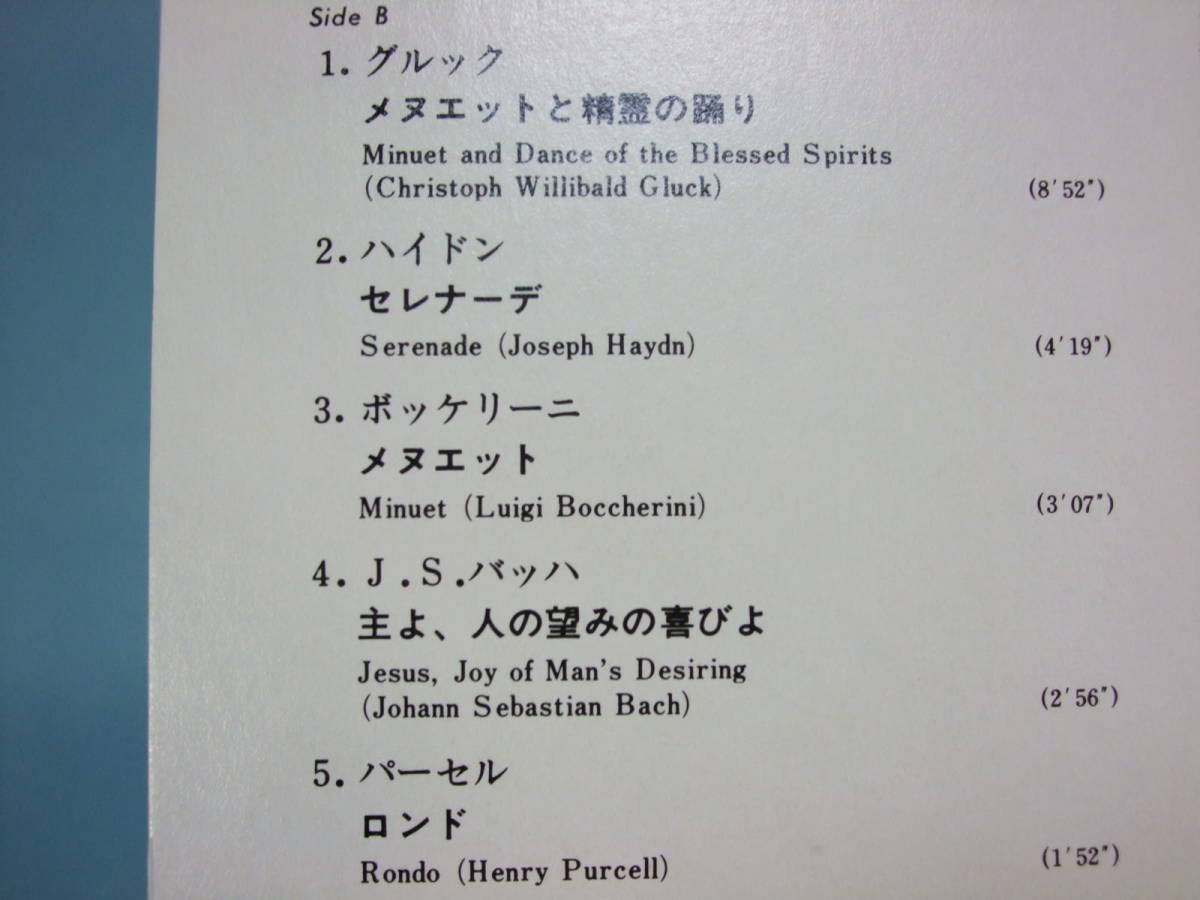 Side B
1. グルック
メヌエットと精霊の踊り
Minuet and Dance of the Blessed Spirits
(Christoph Willibald Gluck) (8′52″)
2. ハイドン
セレナーデ
Serenade (Joseph Haydn) (4′19″)
3. ボッケリーニ
メヌエット
Minuet (Luigi Boccherini) (3′07″)
4. J.S.バッハ
主よ、人の望みの喜びよ
Jesus, Joy of Man's Desiring
(Johann Sebastian Bach) (2′56″)
5. パーセル
ロンド
Rondo (Henry Purcell) (1′52″)